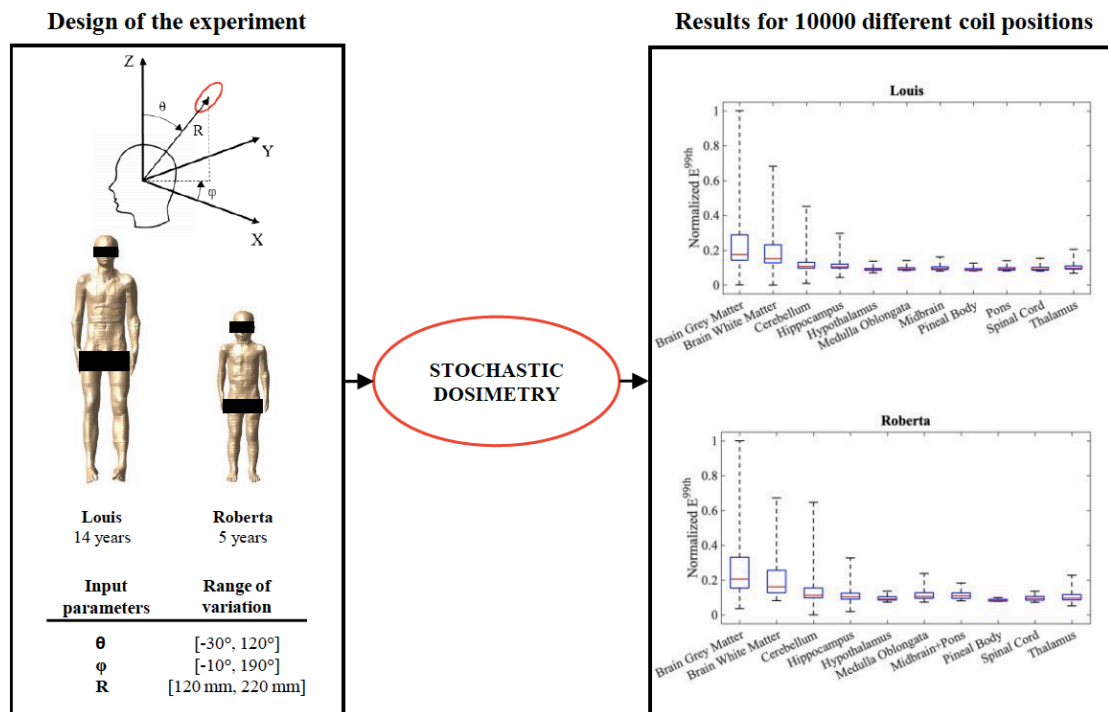 Design of the experiment
Z
θ
R
Y
φ
X
Louis
14 years
Roberta
5 years
Input parameters
Range of variation
θ
[-30°, 120°]
φ
[-10°, 190°]
R
[120 mm, 220 mm]
STOCHASTIC
DOSIMETRY
Results for 10000 different coil positions
Louis
Normalized E99th
1
0.8
0.6
0.4
0.2
0
Brain Grey Matter
Brain White Matter
Cerebellum
Hippocampus
Hypothalamus
Medulla Oblongata
Midbrain
Pineal Body
Pons
Spinal Cord
Thalamus
Roberta
Normalized E99th
1
0.8
0.6
0.4
0.2
0
Brain Grey Matter
Brain White Matter
Cerebellum
Hippocampus
Hypothalamus
Medulla Oblongata
Midbrain+Pons
Pineal Body
Spinal Cord
Thalamus